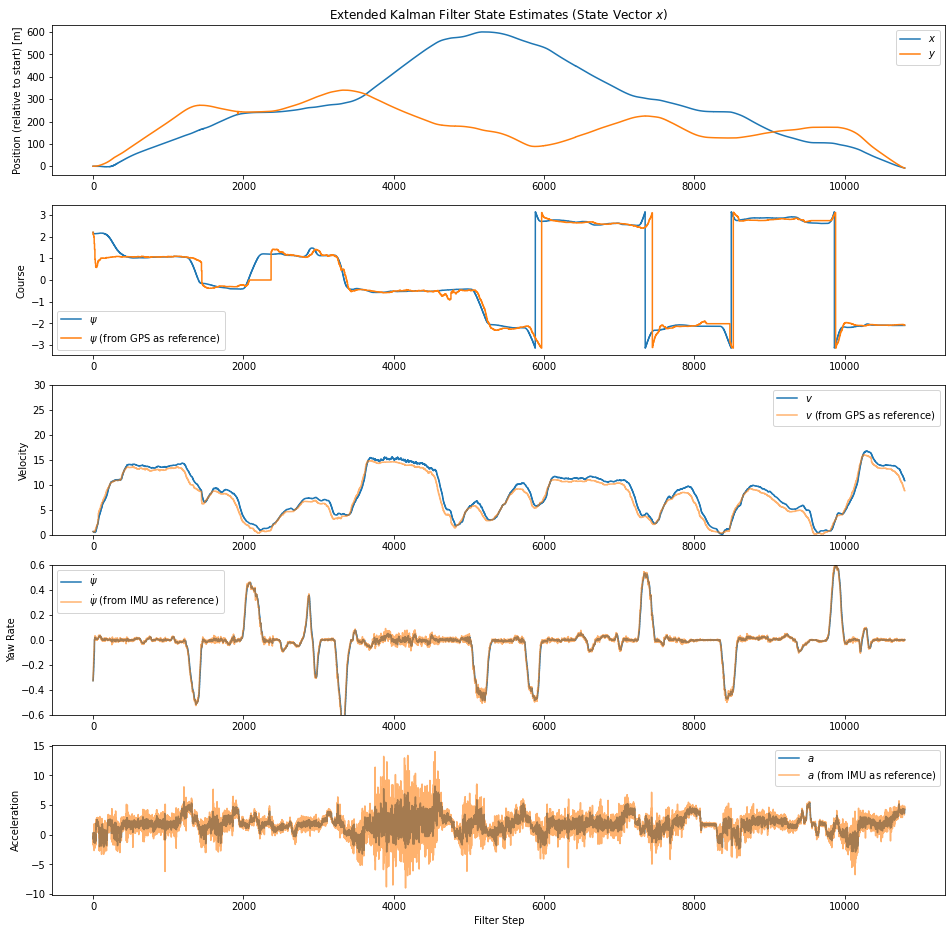 Extended Kalman Filter State Estimates (State Vector x)
Position (relative to start) [m]
600
500
400
300
200
100
0
x
y
0 2000 4000 6000 8000 10000
Course
3
2
1
0
−1
−2
−3
ψ
ψ (from GPS as reference)
0 2000 4000 6000 8000 10000
Velocity
30
25
20
15
10
5
0
v
v (from GPS as reference)
0 2000 4000 6000 8000 10000
Yaw Rate
0.6
0.4
0.2
0.0
−0.2
−0.4
−0.6
ψ̇
ψ̇ (from IMU as reference)
0 2000 4000 6000 8000 10000
Acceleration
15
10
5
0
−5
−10
a
a (from IMU as reference)
0 2000 4000 6000 8000 10000
Filter Step